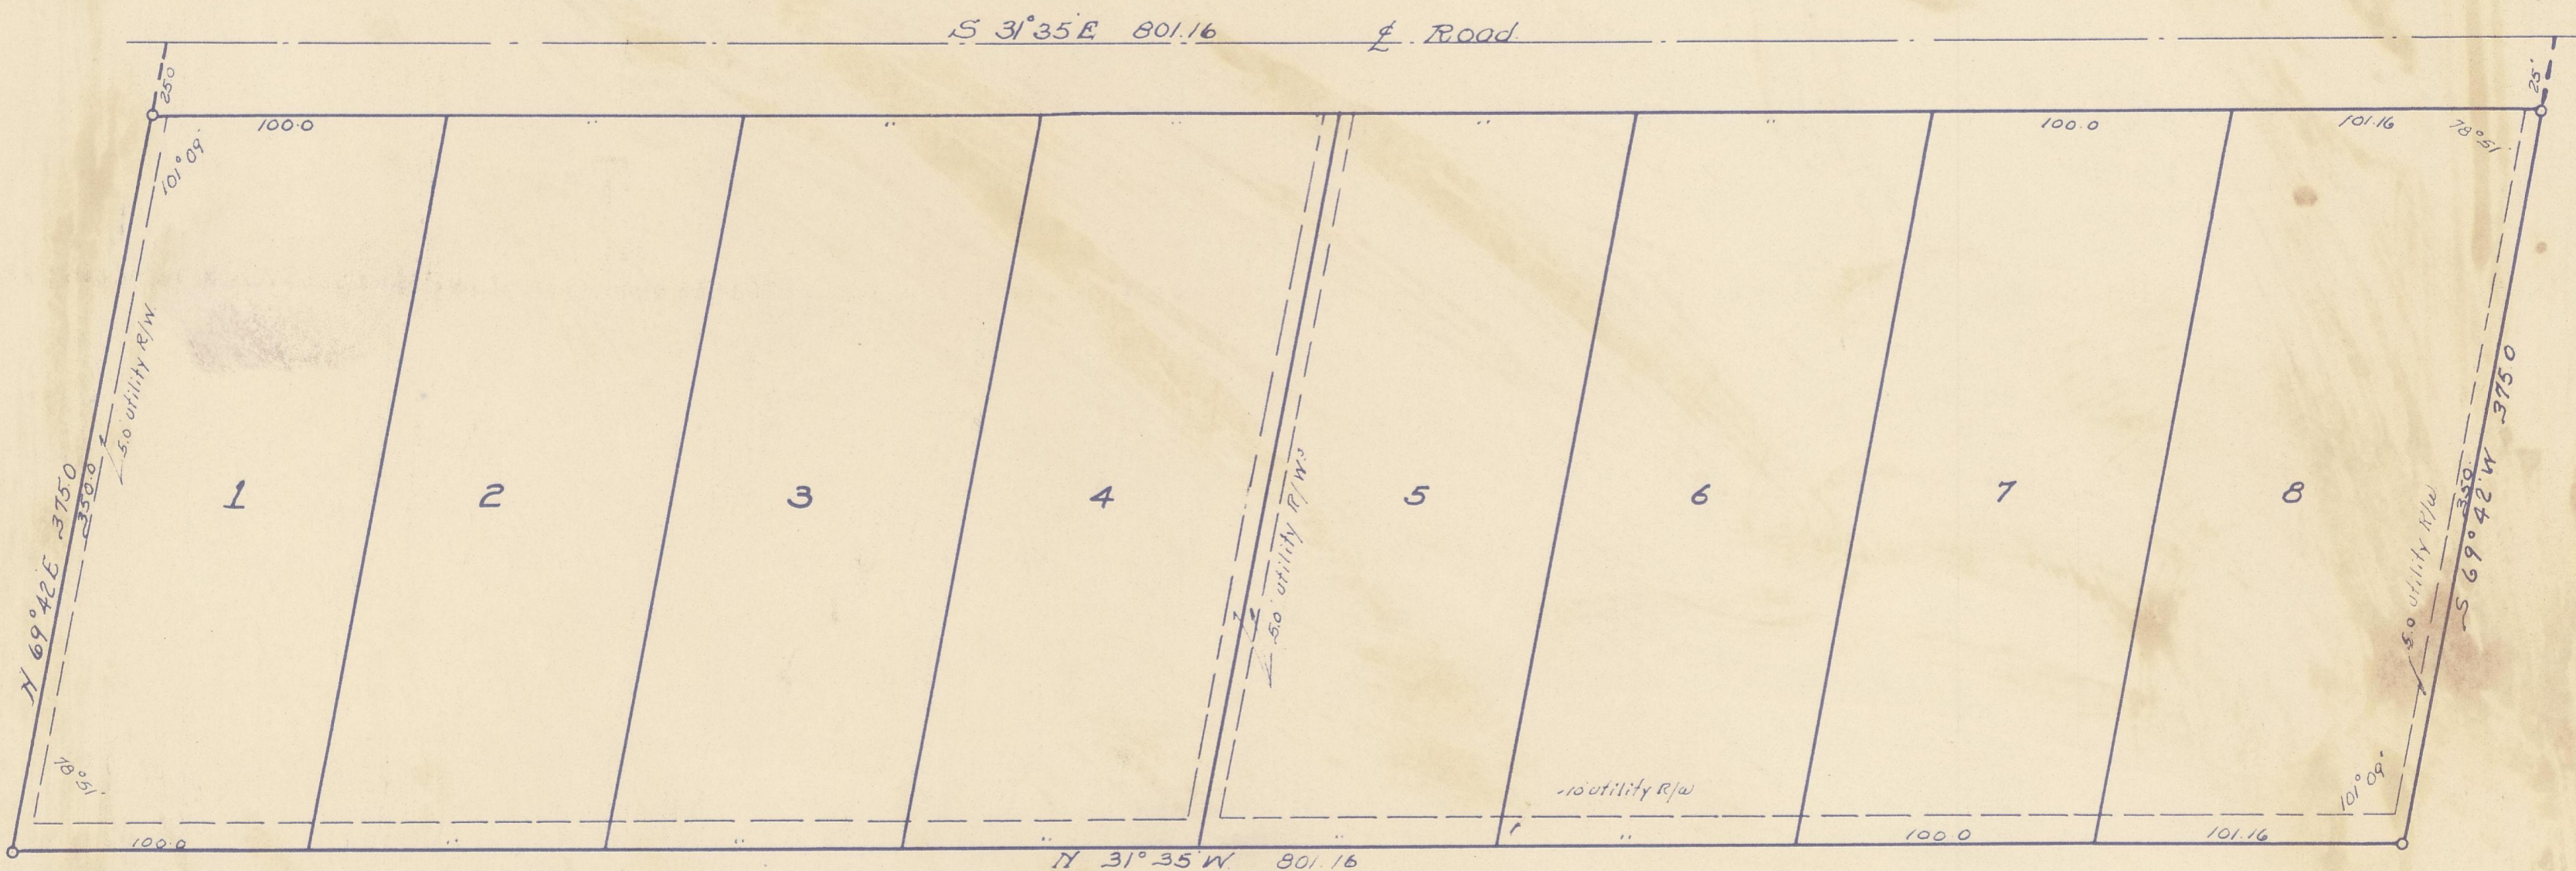 S 31°35'E 801.16 ℄ Road.
25.0
25'
100.0 " " " " " 100.0 101.16
101°09'
78°51'
5.0' utility R/W
N 69°42'E 375.0
350.0
1 2 3 4 5 6 7 8
5.0' utility R/W's
5.0 utility R/W
350.
S 69°42'W 375.0
78°51'
101°09'
10' utility R/W
100.0 " " " " " 100.0 101.16
N 31°35'W 801.16